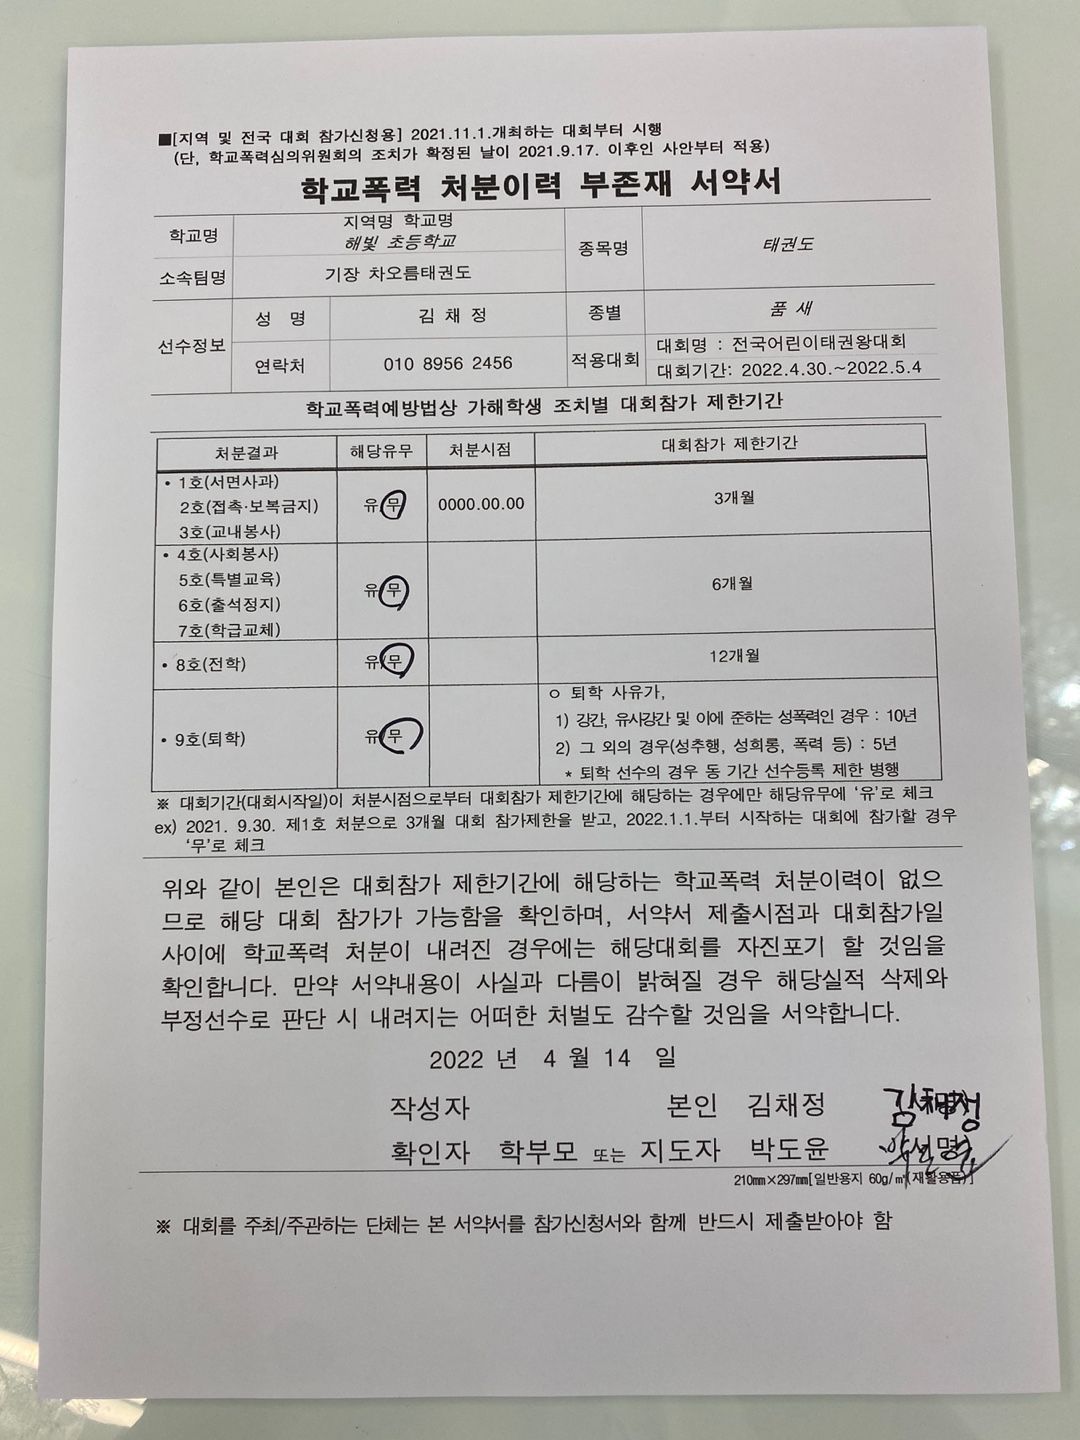 ■[지역 및 전국 대회 참가신청용] 2021.11.1.개최하는 대회부터 시행
(단, 학교폭력심의위원회의 조치가 확정된 날이 2021.9.17. 이후인 사안부터 적용)
학교폭력 처분이력 부존재 서약서
학교명
지역명 학교명
해빛 초등학교
종목명
태권도
소속팀명
기장 차오름태권도
선수정보
성 명
김 채 정
종별
품 새
연락처
010 8956 2456
적용대회
대회명 : 전국어린이태권왕대회
대회기간: 2022.4.30.~2022.5.4
학교폭력예방법상 가해학생 조치별 대회참가 제한기간
처분결과 해당유무 처분시점 대회참가 제한기간
• 1호(서면사과)
2호(접촉·보복금지)
3호(교내봉사)
유/무
0000.00.00
3개월
• 4호(사회봉사)
5호(특별교육)
6호(출석정지)
7호(학급교체)
유/무
6개월
• 8호(전학)
유/무
12개월
• 9호(퇴학)
유/무
ㅇ 퇴학 사유가,
1) 강간, 유사강간 및 이에 준하는 성폭력인 경우 : 10년
2) 그 외의 경우(성추행, 성희롱, 폭력 등) : 5년
* 퇴학 선수의 경우 동 기간 선수등록 제한 병행
※ 대회기간(대회시작일)이 처분시점으로부터 대회참가 제한기간에 해당하는 경우에만 해당유무에 ‘유’로 체크
ex) 2021. 9.30. 제1호 처분으로 3개월 대회 참가제한을 받고, 2022.1.1.부터 시작하는 대회에 참가할 경우
‘무’로 체크
위와 같이 본인은 대회참가 제한기간에 해당하는 학교폭력 처분이력이 없으
므로 해당 대회 참가가 가능함을 확인하며, 서약서 제출시점과 대회참가일
사이에 학교폭력 처분이 내려진 경우에는 해당대회를 자진포기 할 것임을
확인합니다. 만약 서약내용이 사실과 다름이 밝혀질 경우 해당실적 삭제와
부정선수로 판단 시 내려지는 어떠한 처벌도 감수할 것임을 서약합니다.
2022 년 4 월 14 일
작성자 본인 김채정 김채정
확인자 학부모 또는 지도자 박도윤 (서명)
210㎜×297㎜[일반용지 60g/㎡(재활용품)]
※ 대회를 주최/주관하는 단체는 본 서약서를 참가신청서와 함께 반드시 제출받아야 함